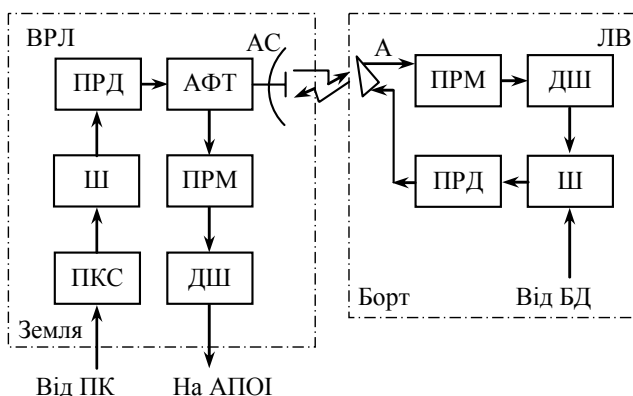 ВРЛ
АС
ПРД
АФТ
Ш
ПРМ
ПКС
ДШ
Земля
Від ПК
На АПОІ
А
ЛВ
ПРМ
ДШ
ПРД
Ш
Борт
Від БД